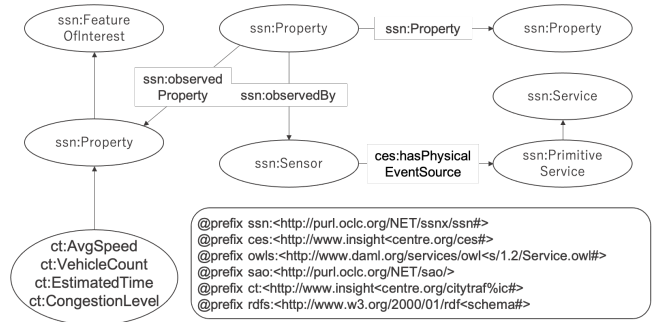 ssn:Feature
OfInterest
ssn:Property
ssn:Property
ssn:Property
ssn:observed
Property
ssn:observedBy
ssn:Service
ssn:Property
ssn:Sensor
ces:hasPhysical
EventSource
ssn:Primitive
Service
ct:AvgSpeed
ct:VehicleCount
ct:EstimatedTime
ct:CongestionLevel
@prefix ssn:<http://purl.oclc.org/NET/ssnx/ssn#>
@prefix ces:<http://www.insight<centre.org/ces#>
@prefix owls:<http://www.daml.org/services/owl<s/1.2/Service.owl#>
@prefix sao:<http://purl.oclc.org/NET/sao/>
@prefix ct:<http://www.insight<centre.org/citytraf%ic#>
@prefix rdfs:<http://www.w3.org/2000/01/rdf<schema#>